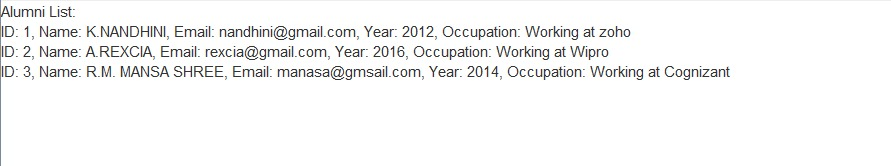 Alumni List:
ID: 1, Name: K.NANDHINI, Email: nandhini@gmail.com, Year: 2012, Occupation: Working at zoho
ID: 2, Name: A.REXCIA, Email: rexcia@gmail.com, Year: 2016, Occupation: Working at Wipro
ID: 3, Name: R.M. MANSA SHREE, Email: manasa@gmsail.com, Year: 2014, Occupation: Working at Cognizant